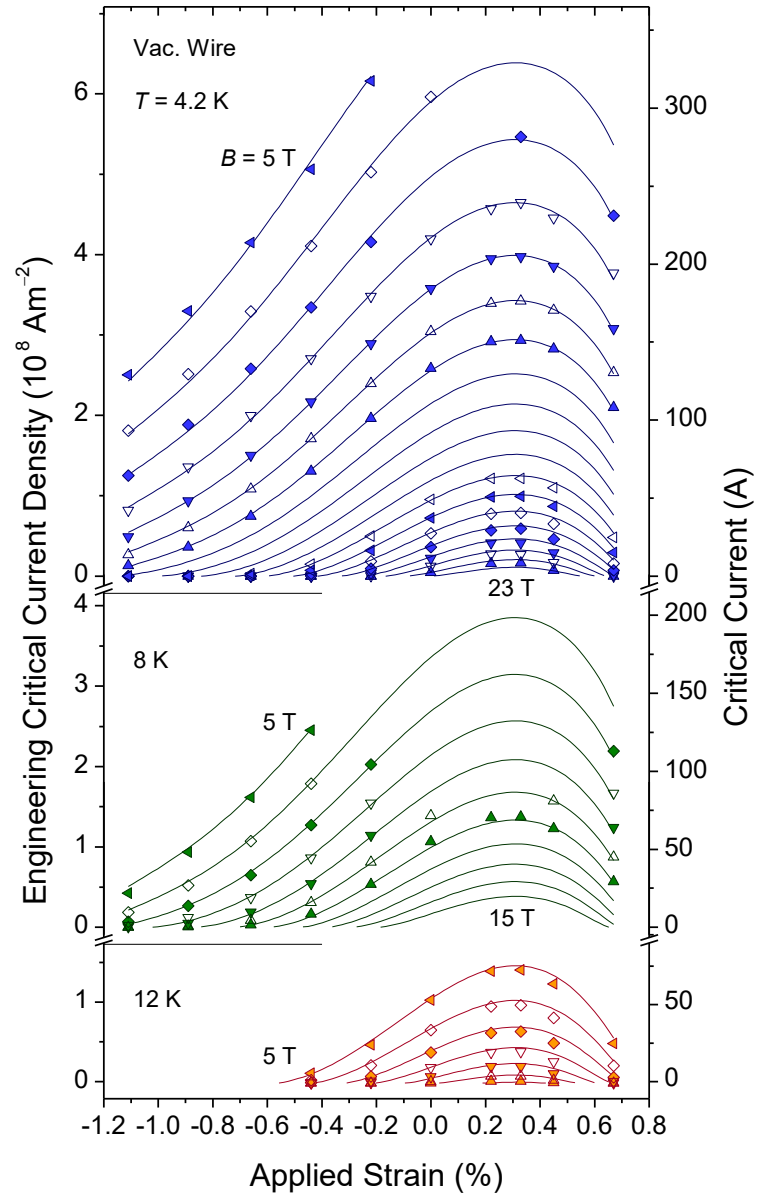 Vac. Wire
T = 4.2 K
B = 5 T
23 T
8 K
5 T
15 T
12 K
5 T
Engineering Critical Current Density (10⁸ Am⁻²)
6
4
2
0
4
3
2
1
0
1
0
Critical Current (A)
300
200
100
0
200
150
100
50
0
50
0
-1.2 -1.0 -0.8 -0.6 -0.4 -0.2 0.0 0.2 0.4 0.6 0.8
Applied Strain (%)